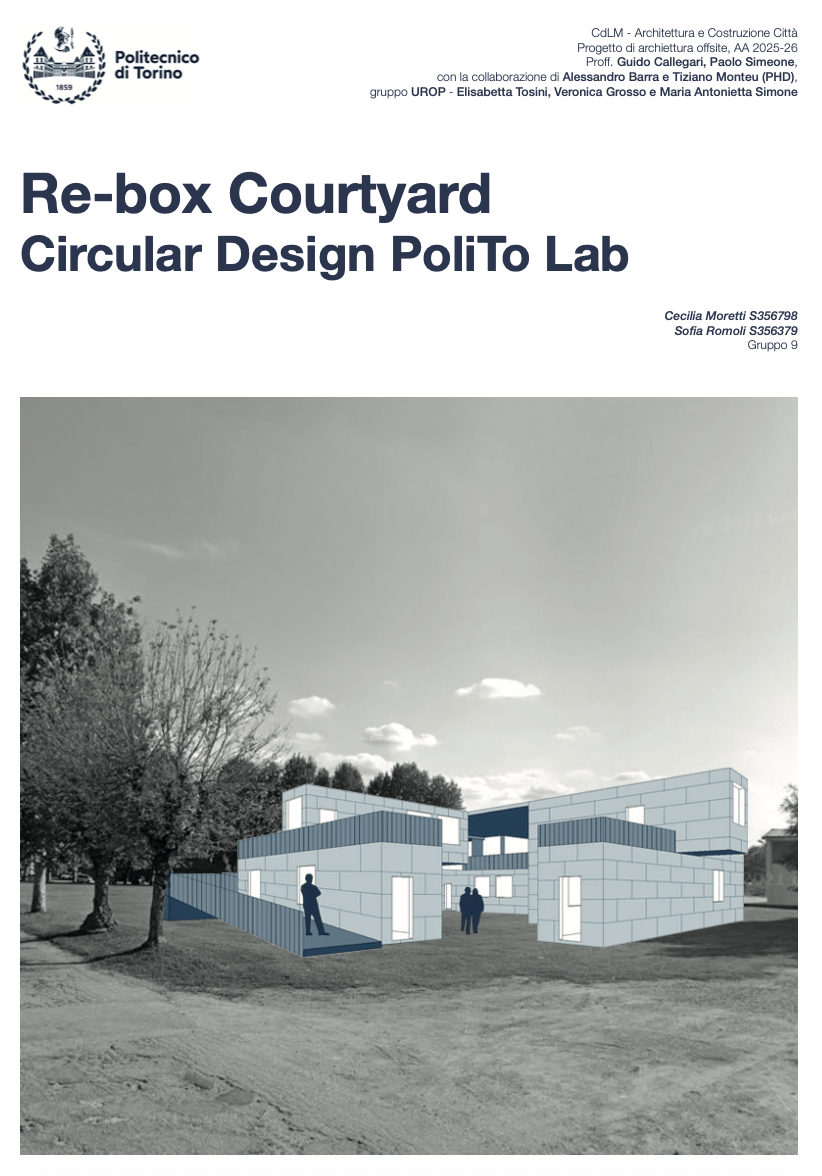 Politecnico
di Torino
1859
CdLM - Architettura e Costruzione Città
Progetto di archiettura offsite, AA 2025-26
Proff. Guido Callegari, Paolo Simeone,
con la collaborazione di Alessandro Barra e Tiziano Monteu (PHD),
gruppo UROP - Elisabetta Tosini, Veronica Grosso e Maria Antonietta Simone
Re-box Courtyard
Circular Design PoliTo Lab
Cecilia Moretti S356798
Sofia Romoli S356379
Gruppo 9